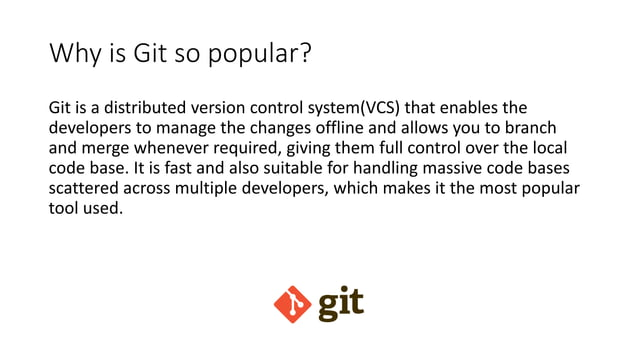 Why is Git so popular?
Git is a distributed version control system(VCS) that enables the
developers to manage the changes offline and allows you to branch
and merge whenever required, giving them full control over the local
code base. It is fast and also suitable for handling massive code bases
scattered across multiple developers, which makes it the most popular
tool used.
git